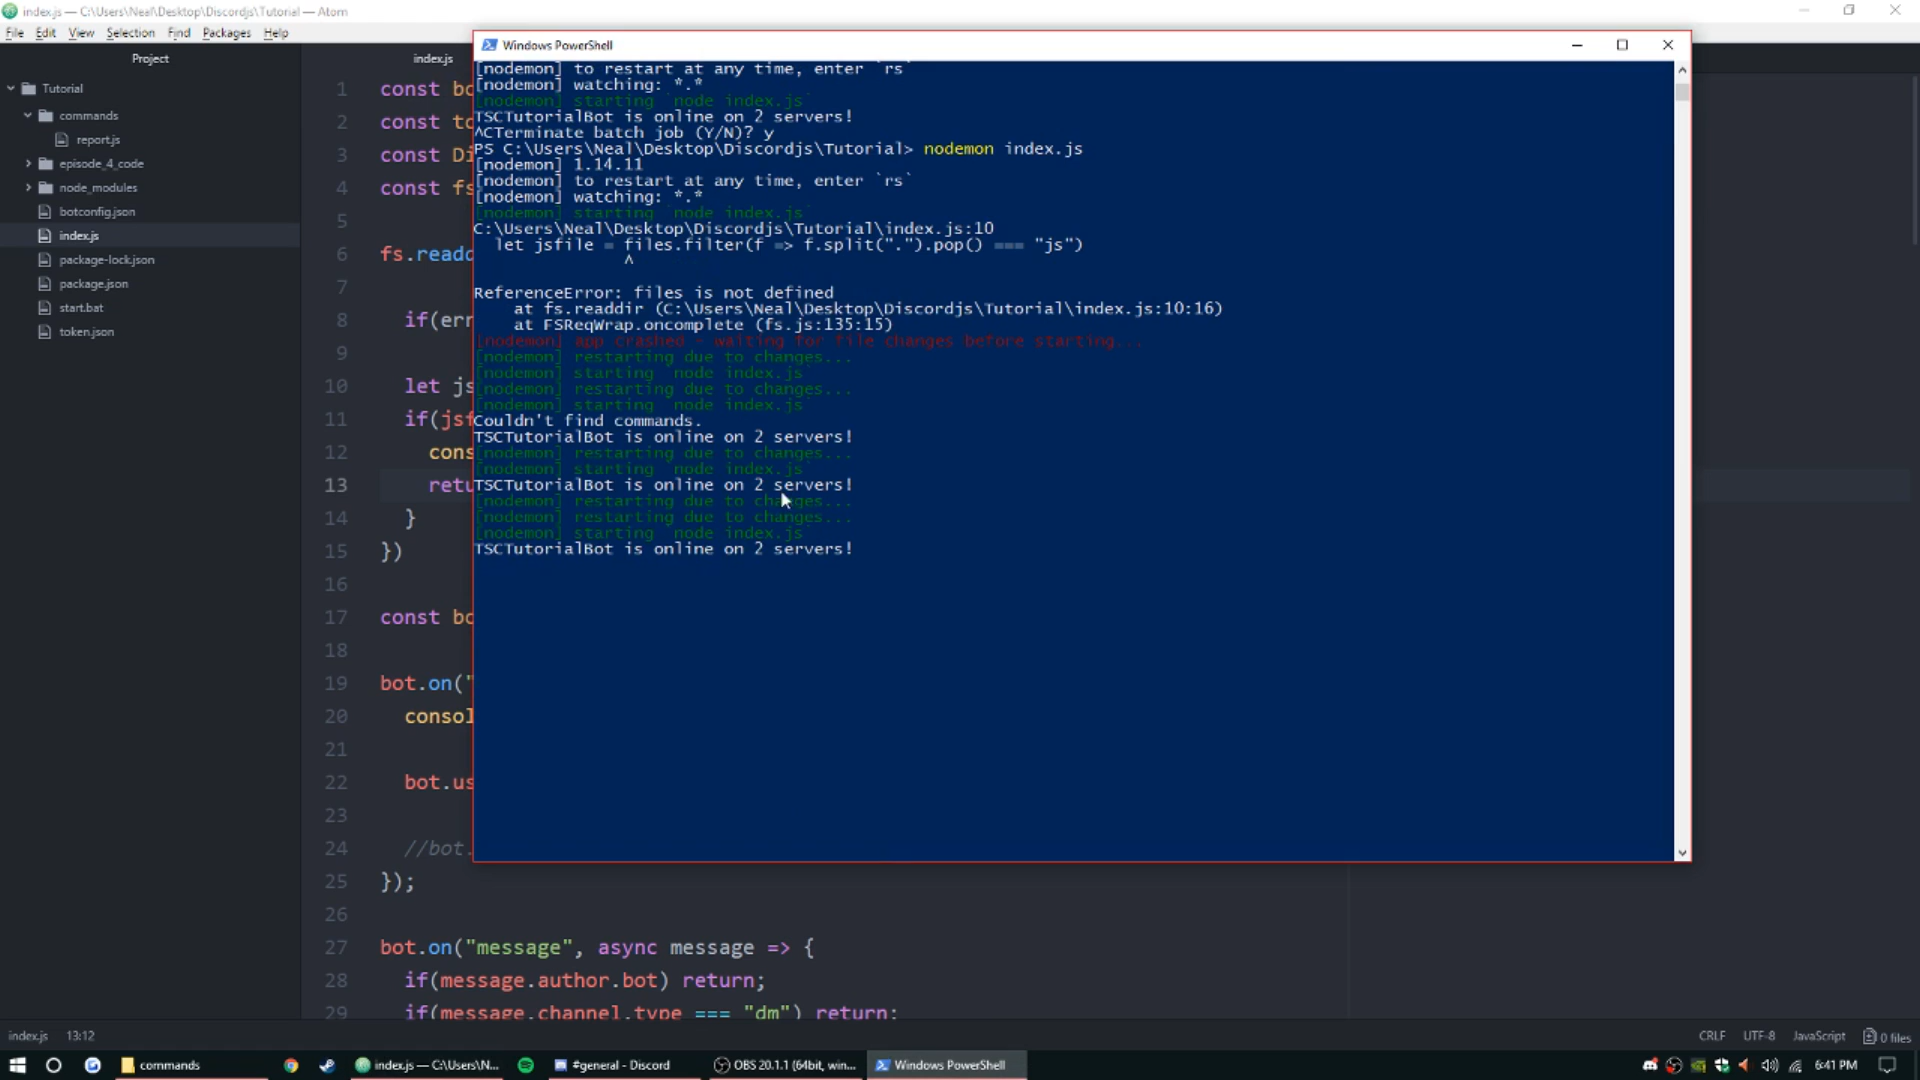 index.js — C:\Users\Neal\Desktop\Discordjs\Tutorial — Atom
File Edit View Selection Find Packages Help
Project
Tutorial
commands
report.js
episode_4_code
node_modules
botconfig.json
index.js
package-lock.json
package.json
start.bat
token.json
index.js
1 const bo
2 const to
3 const Di
4 const fs
5
6 fs.readd
7
8 if(err
9
10 let js
11 if(jsf
12 cons
13 retu
14 }
15 })
16
17 const bo
18
19 bot.on("
20 consol
21
22 bot.us
23
24 //bot.
25 });
26
27 bot.on("message", async message => {
28 if(message.author.bot) return;
29 if(message.channel.type === "dm") return;
Windows PowerShell
[nodemon] to restart at any time, enter `rs`
[nodemon] watching: *.*
[nodemon] starting `node index.js`
TSCTutorialBot is online on 2 servers!
^CTerminate batch job (Y/N)? y
PS C:\Users\Neal\Desktop\Discordjs\Tutorial> nodemon index.js
[nodemon] 1.14.11
[nodemon] to restart at any time, enter `rs`
[nodemon] watching: *.*
[nodemon] starting `node index.js`
C:\Users\Neal\Desktop\Discordjs\Tutorial\index.js:10
let jsfile = files.filter(f => f.split(".").pop() === "js")
^
ReferenceError: files is not defined
at fs.readdir (C:\Users\Neal\Desktop\Discordjs\Tutorial\index.js:10:16)
at FSReqWrap.oncomplete (fs.js:135:15)
[nodemon] app crashed - waiting for file changes before starting...
[nodemon] restarting due to changes...
[nodemon] starting `node index.js`
[nodemon] restarting due to changes...
[nodemon] starting `node index.js`
Couldn't find commands.
TSCTutorialBot is online on 2 servers!
[nodemon] restarting due to changes...
[nodemon] starting `node index.js`
TSCTutorialBot is online on 2 servers!
[nodemon] restarting due to changes...
[nodemon] restarting due to changes...
[nodemon] starting `node index.js`
TSCTutorialBot is online on 2 servers!
index.js 13:12
CRLF UTF-8 JavaScript 0 files
commands
index.js — C:\Users\N...
#general - Discord
OBS 20.1.1 (64bit, win...
Windows PowerShell
6:41 PM